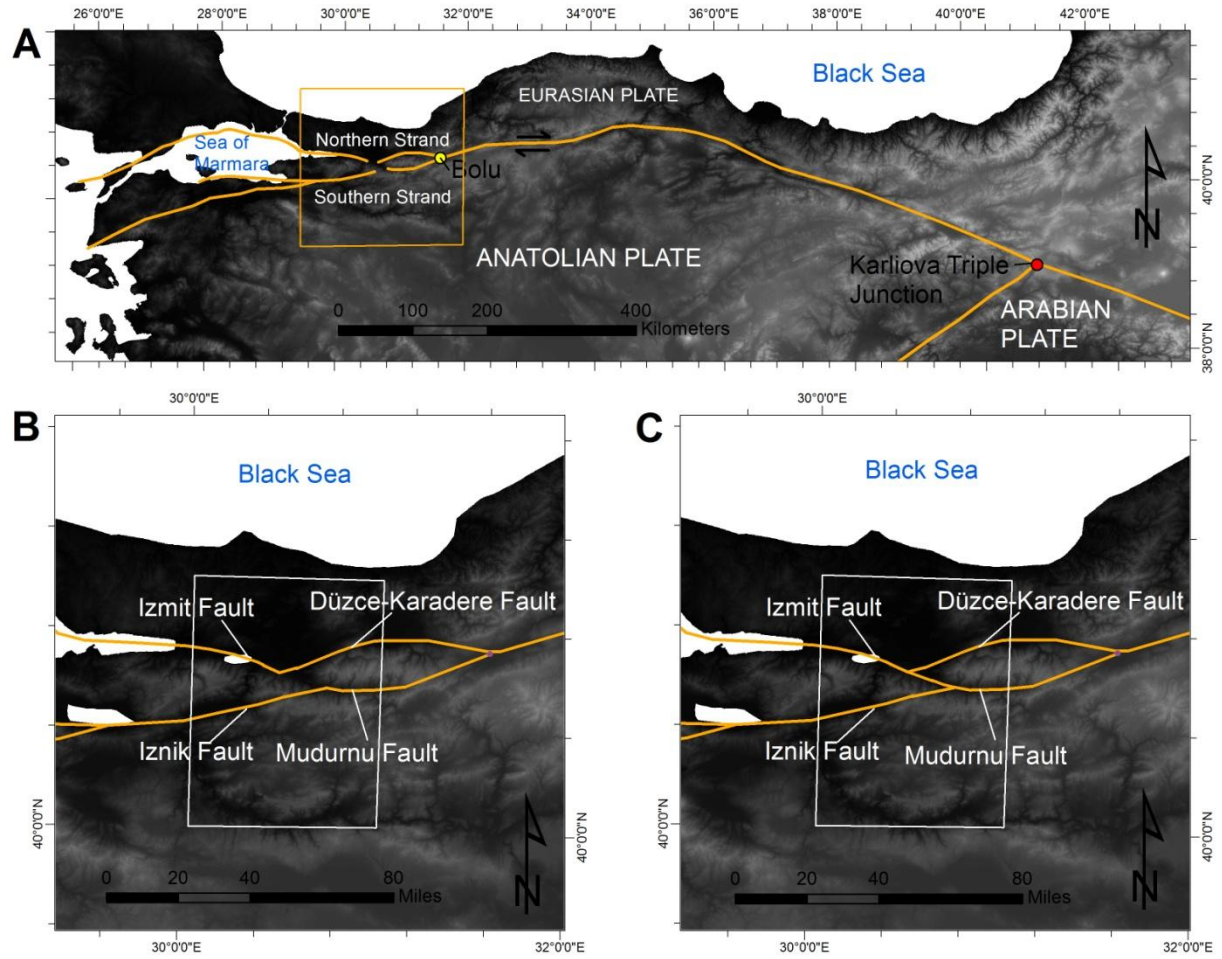 26°0'0"E 28°0'0"E 30°0'0"E 32°0'0"E 34°0'0"E 36°0'0"E 38°0'0"E 40°0'0"E 42°0'0"E
A
Black Sea
EURASIAN PLATE
Sea of
Marmara
Northern Strand
Bolu
Southern Strand
40°0'0"N
N
ANATOLIAN PLATE
Karliova Triple
Junction
ARABIAN
PLATE
0 100 200 400
Kilometers
38°0'0"N
B
30°0'0"E
Black Sea
Izmit Fault
Düzce-Karadere Fault
Iznik Fault
Mudurnu Fault
40°0'0"N
0 20 40 80
Miles
N
30°0'0"E 32°0'0"E
C
30°0'0"E
Black Sea
Izmit Fault
Düzce-Karadere Fault
Iznik Fault
Mudurnu Fault
40°0'0"N
0 20 40 80
Miles
N
30°0'0"E 32°0'0"E